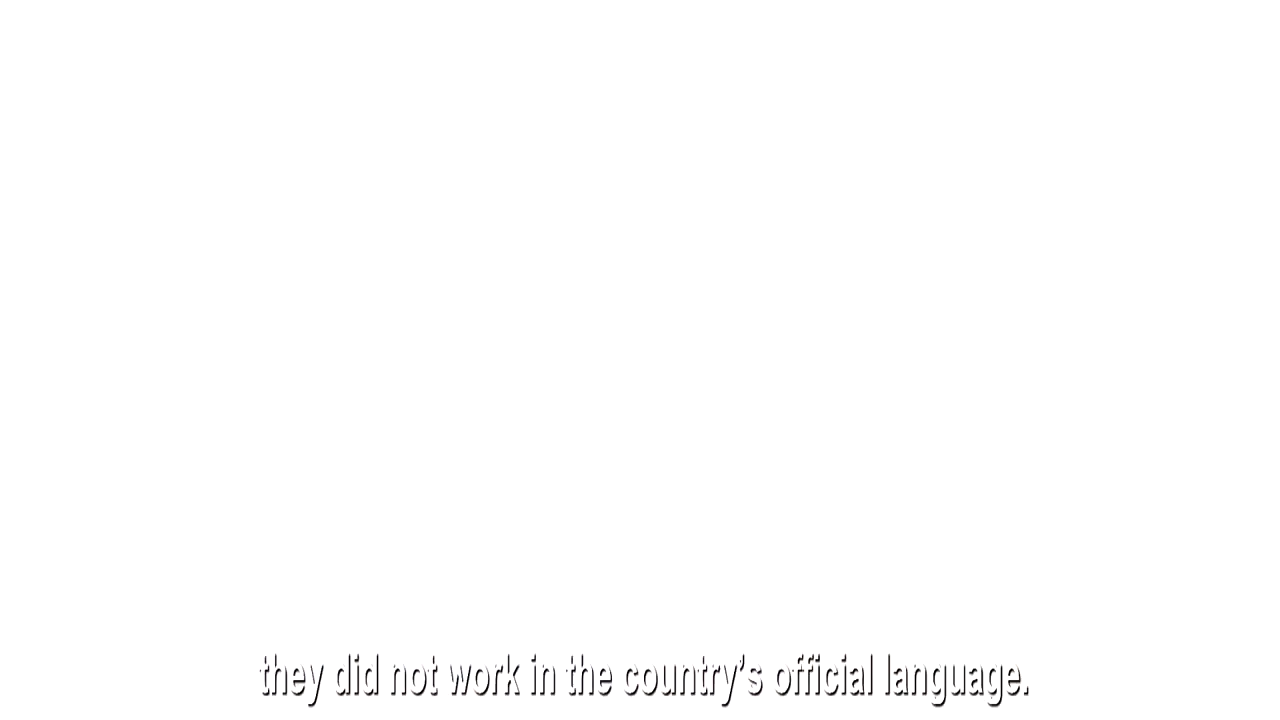 they did not work in the country’s official language.